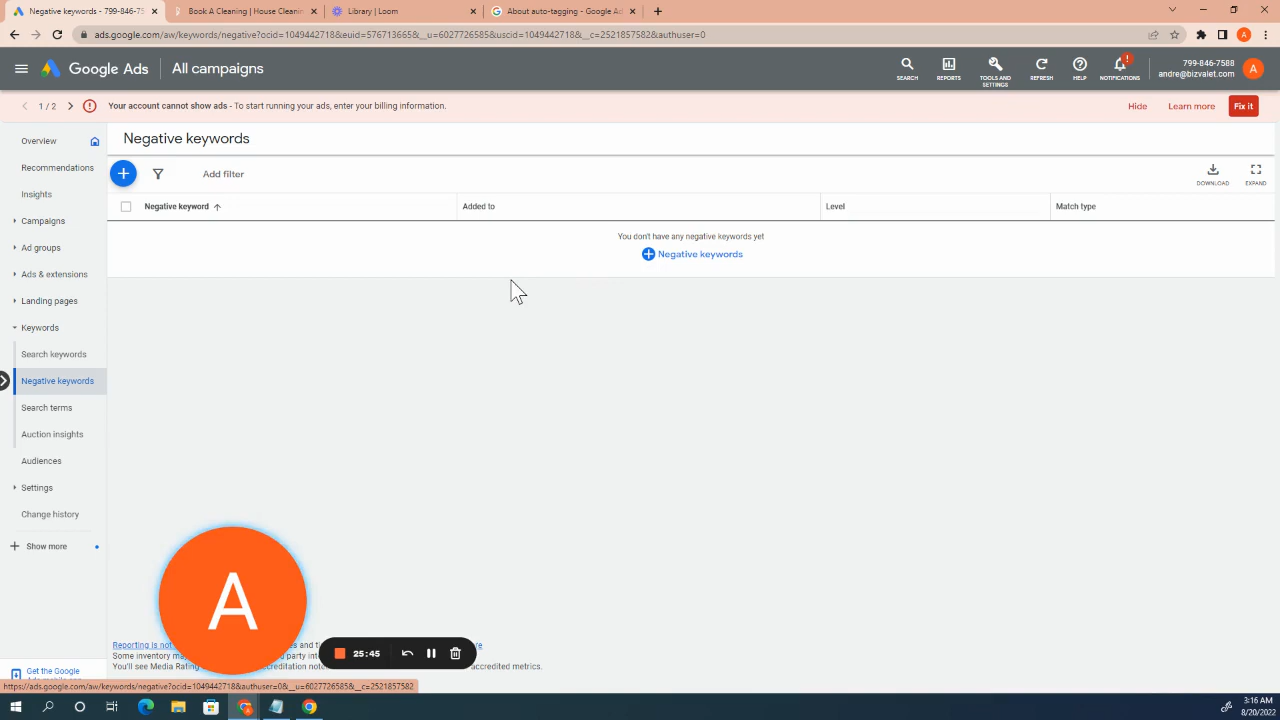 Negative keywords - 799-846-75
Book A Cleaning | House Cleanin
Library | Loom
About auto-tagging - Google Ad
ads.google.com/aw/keywords/negative?ocid=1049442718&euid=576713665&__u=6027726585&uscid=1049442718&__c=2521857582&authuser=0
A
Google Ads
All campaigns
SEARCH
REPORTS
TOOLS AND
SETTINGS
REFRESH
HELP
!
NOTIFICATIONS
799-846-7588
andre@bizvalet.com
A
1 / 2
Your account cannot show ads - To start running your ads, enter your billing information.
Hide
Learn more
Fix it
Overview
Recommendations
Insights
Campaigns
Ad groups
Ads & extensions
Landing pages
Keywords
Search keywords
Negative keywords
Search terms
Auction insights
Audiences
Settings
Change history
Show more
Get the Google
Negative keywords
Add filter
DOWNLOAD
EXPAND
Negative keyword
Added to
Level
Match type
You don't have any negative keywords yet
Negative keywords
A
25:45
Reporting is no
Some inventory
You'll see Media Rating
accredited metrics.
https://ads.google.com/aw/keywords/negative?ocid=1049442718&authuser=0&__u=6027726585&__c=2521857582
3:16 AM
8/20/2022